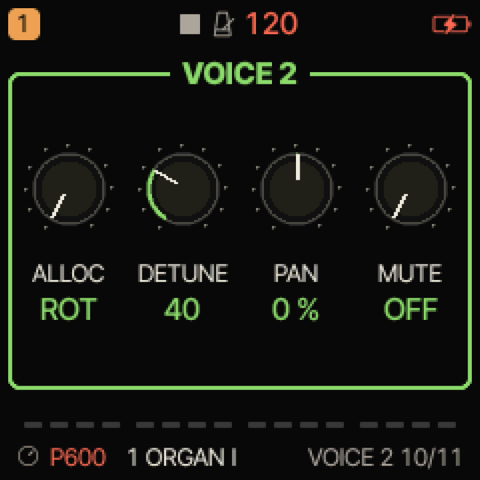 1 120
VOICE 2
ALLOC DETUNE PAN MUTE
ROT 40 0 % OFF
P600 1 ORGAN I VOICE 2 10/11